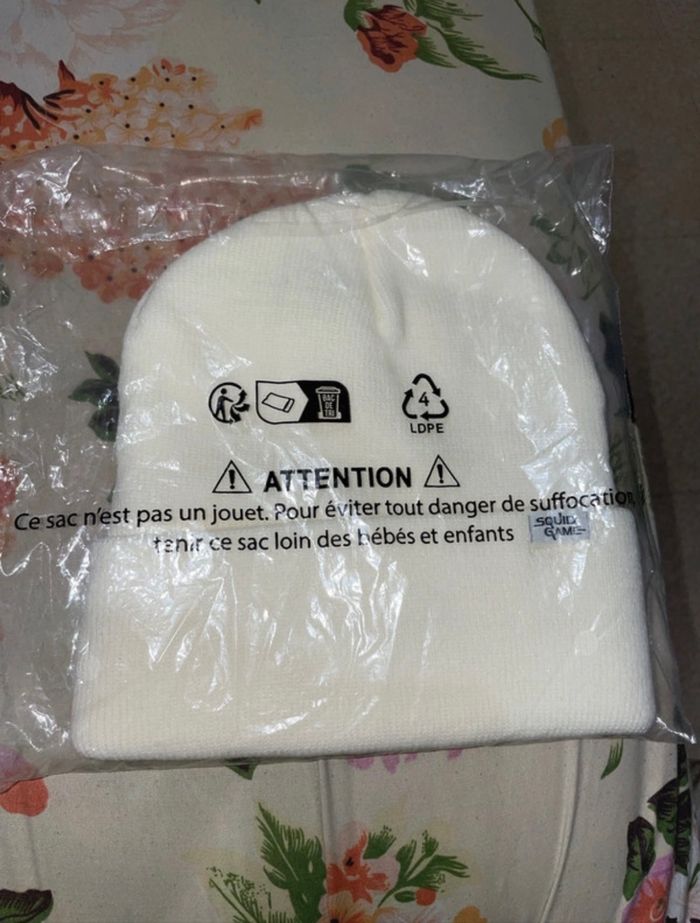 BAC
DE
TRI
4
LDPE
ATTENTION
Ce sac n'est pas un jouet. Pour éviter tout danger de suffocation,
tenir ce sac loin des bébés et enfants
SQUID
GAME